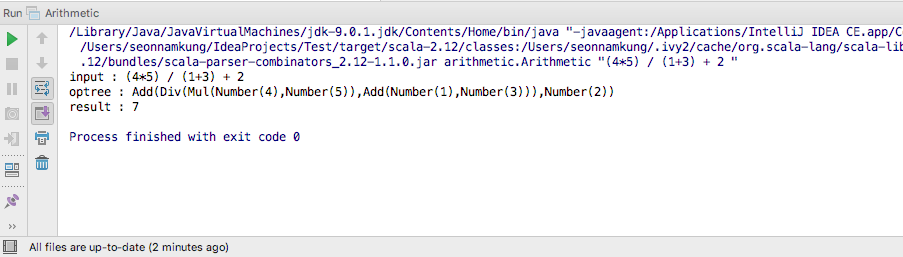 Run Arithmetic
/Library/Java/JavaVirtualMachines/jdk-9.0.1.jdk/Contents/Home/bin/java "-javaagent:/Applications/IntelliJ IDEA CE.app/Co
/Users/seonnamkung/IdeaProjects/Test/target/scala-2.12/classes:/Users/seonnamkung/.ivy2/cache/org.scala-lang/scala-lib
.12/bundles/scala-parser-combinators_2.12-1.1.0.jar arithmetic.Arithmetic "(4*5) / (1+3) + 2 "
input : (4*5) / (1+3) + 2
optree : Add(Div(Mul(Number(4),Number(5)),Add(Number(1),Number(3))),Number(2))
result : 7
Process finished with exit code 0
All files are up-to-date (2 minutes ago)